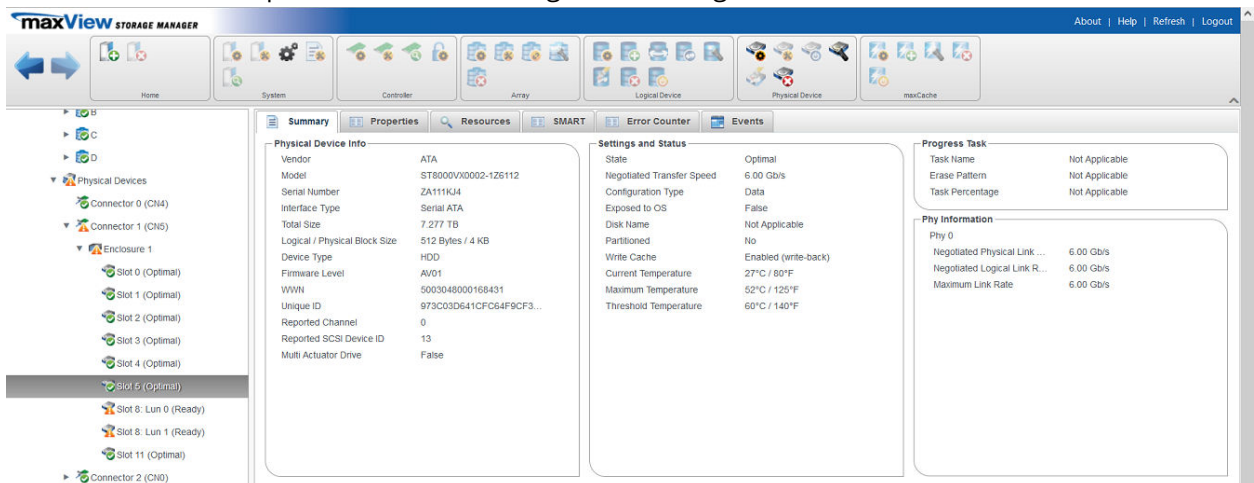 maxView STORAGE MANAGER
About | Help | Refresh | Logout
Home
System
Controller
Array
Logical Device
Physical Device
maxCache
B
C
D
Physical Devices
Connector 0 (CN4)
Connector 1 (CN5)
Enclosure 1
Slot 0 (Optimal)
Slot 1 (Optimal)
Slot 2 (Optimal)
Slot 3 (Optimal)
Slot 4 (Optimal)
Slot 5 (Optimal)
Slot 8: Lun 0 (Ready)
Slot 8: Lun 1 (Ready)
Slot 11 (Optimal)
Connector 2 (CN0)
Summary
Properties
Resources
SMART
Error Counter
Events
Physical Device Info
Vendor ATA
Model ST8000VX0002-1Z6112
Serial Number ZA111KJ4
Interface Type Serial ATA
Total Size 7.277 TB
Logical / Physical Block Size 512 Bytes / 4 KB
Device Type HDD
Firmware Level AV01
WWN 5003048000168431
Unique ID 973C03D641CFC64F9CF3...
Reported Channel 0
Reported SCSI Device ID 13
Multi Actuator Drive False
Settings and Status
State Optimal
Negotiated Transfer Speed 6.00 Gb/s
Configuration Type Data
Exposed to OS False
Disk Name Not Applicable
Partitioned No
Write Cache Enabled (write-back)
Current Temperature 27°C / 80°F
Maximum Temperature 52°C / 125°F
Threshold Temperature 60°C / 140°F
Progress Task
Task Name Not Applicable
Erase Pattern Not Applicable
Task Percentage Not Applicable
Phy Information
Phy 0
Negotiated Physical Link ... 6.00 Gb/s
Negotiated Logical Link R... 6.00 Gb/s
Maximum Link Rate 6.00 Gb/s